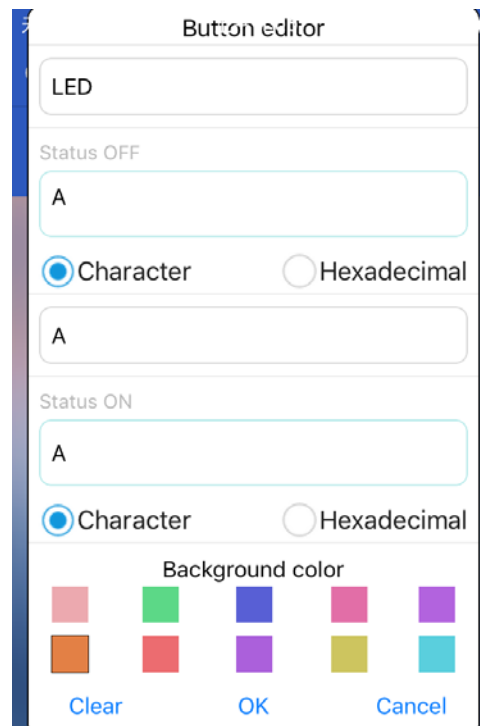 Button editor
LED
Status OFF
A
Character Hexadecimal
A
Status ON
A
Character Hexadecimal
Background color
Clear OK Cancel